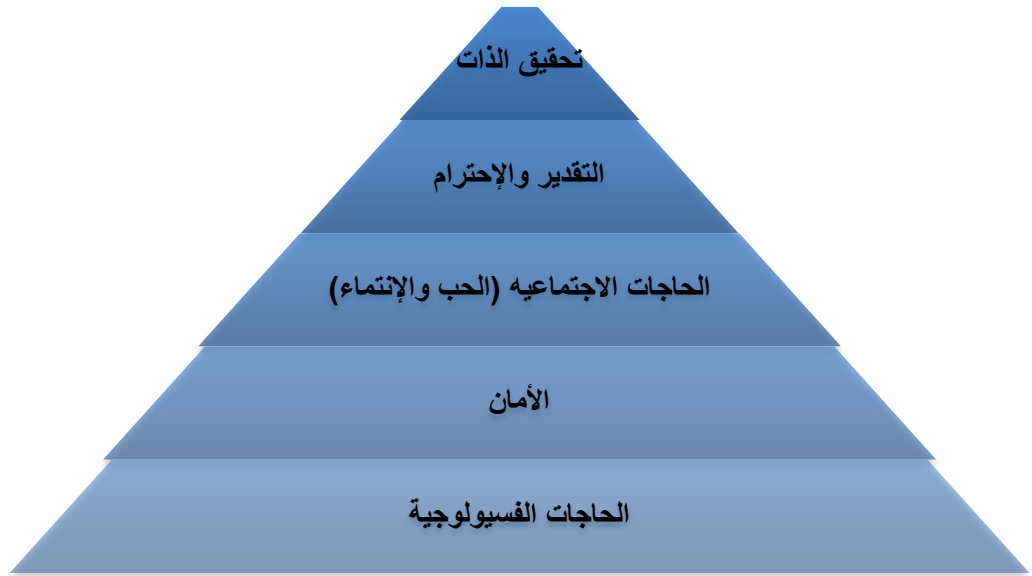 تحقيق الذات
التقدير والإحترام
الحاجات الاجتماعيه (الحب والإنتماء)
الأمان
الحاجات الفسيولوجية